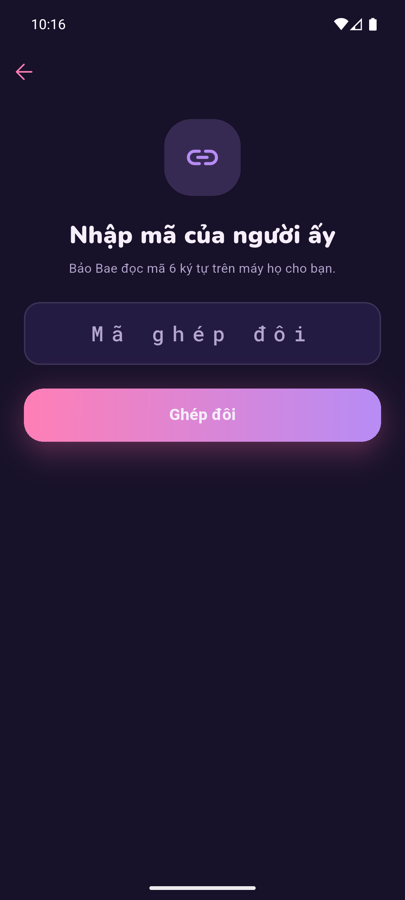 10:16
Nhập mã của người ấy
Bảo Bae đọc mã 6 ký tự trên máy họ cho bạn.
Mã ghép đôi
Ghép đôi